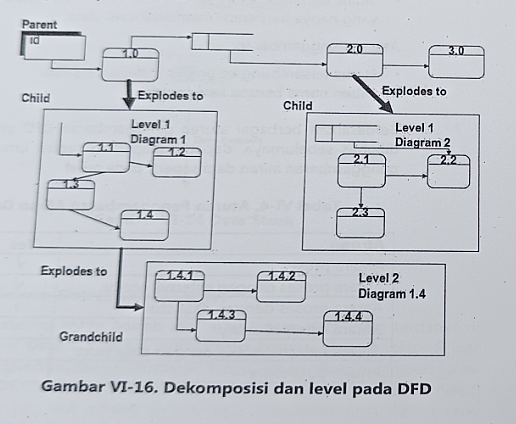 Parent
id
1.0
2.0
3.0
Explodes to
Explodes to
Child
Child
Level 1
Diagram 1
1.1
1.2
1.3
1.4
Level 1
Diagram 2
2.1
2.2
2.3
Explodes to
1.4.1
1.4.2
Level 2
Diagram 1.4
1.4.3
1.4.4
Grandchild
Gambar VI-16. Dekomposisi dan level pada DFD